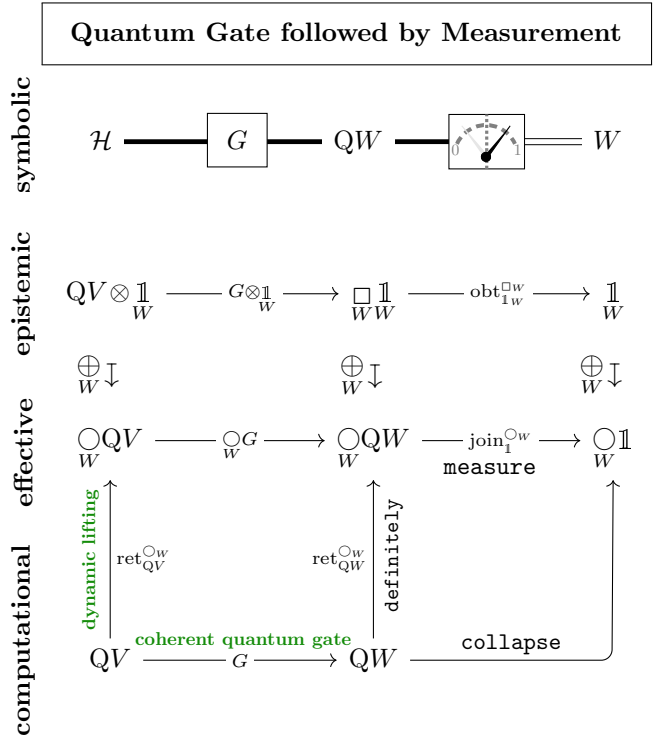 Quantum Gate followed by Measurement
symbolic
ℋ G QW 0 1 W
epistemic
QV ⊗ 𝟙_W G⊗𝟙_W □_W 𝟙_W obt^{□_W}_{𝟙_W} 𝟙_W
⊕_W ↧ ⊕_W ↧ ⊕_W ↧
effective
◯_W QV ◯_W G ◯_W QW join^{◯_W}_𝟙 ◯_W 𝟙
measure
dynamic lifting
ret^{◯_W}_{QV} ret^{◯_W}_{QW}
definitely
computational
coherent quantum gate
QV G QW collapse